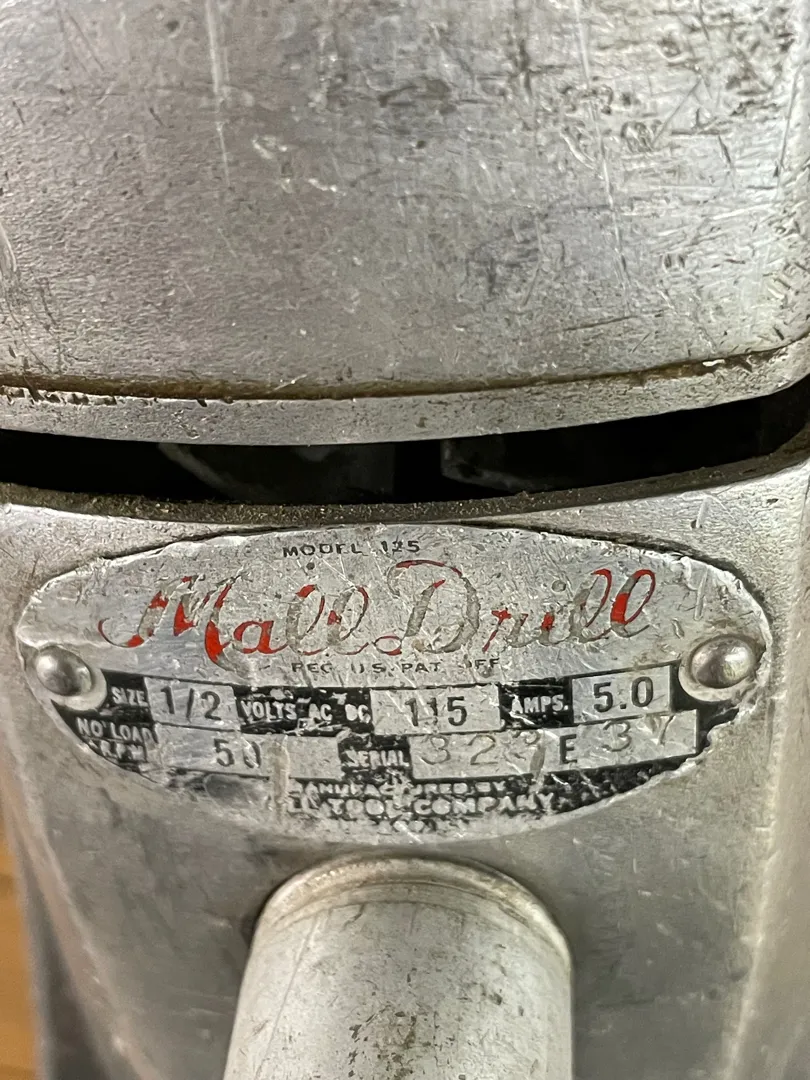 MODEL 125
Mall Drill
REG. U.S. PAT. OFF.
SIZE 1/2 VOLTS AC DC 115 AMPS. 5.0
NO LOAD R.P.M. SERIAL E 37
MANUFACTURED BY
TOOL COMPANY